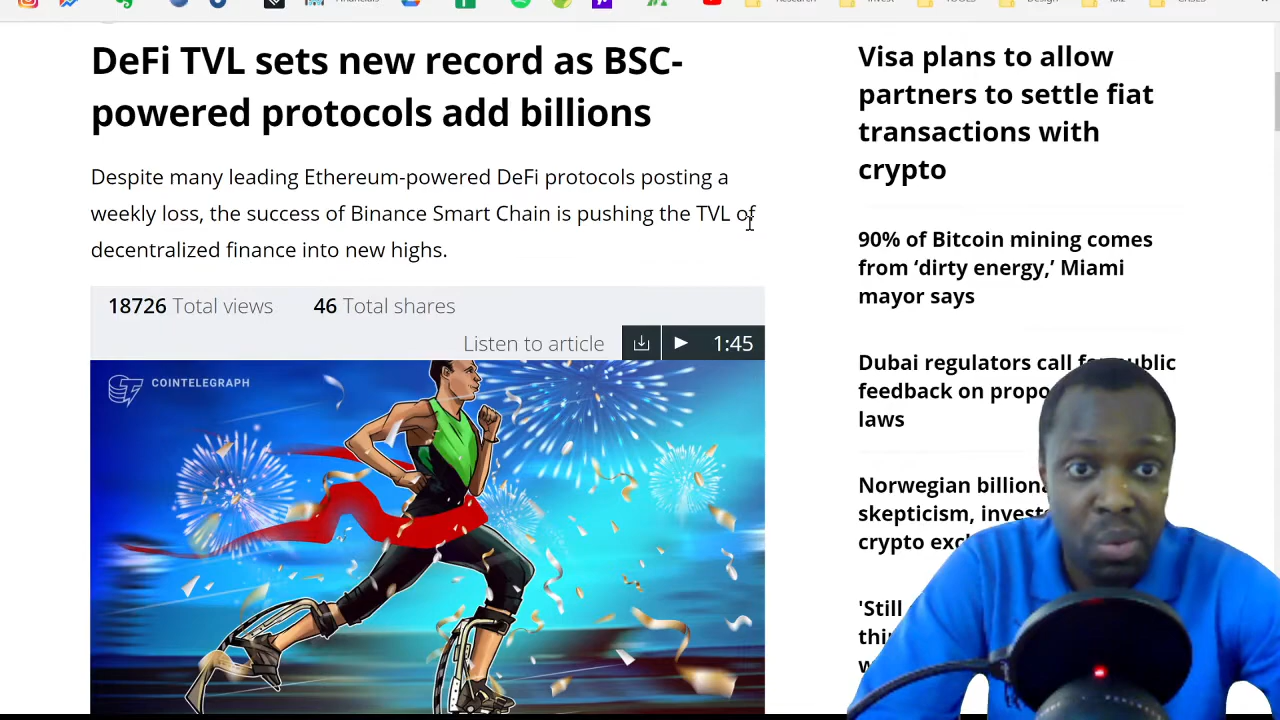 DeFi TVL sets new record as BSC-
powered protocols add billions
Despite many leading Ethereum-powered DeFi protocols posting a
weekly loss, the success of Binance Smart Chain is pushing the TVL of
decentralized finance into new highs.
18726 Total views 46 Total shares
Listen to article 1:45
COINTELEGRAPH
Visa plans to allow
partners to settle fiat
transactions with
crypto
90% of Bitcoin mining comes
from ‘dirty energy,’ Miami
mayor says
Dubai regulators call for public
feedback on
laws
Norwegian
skepticism,
crypto
'Still